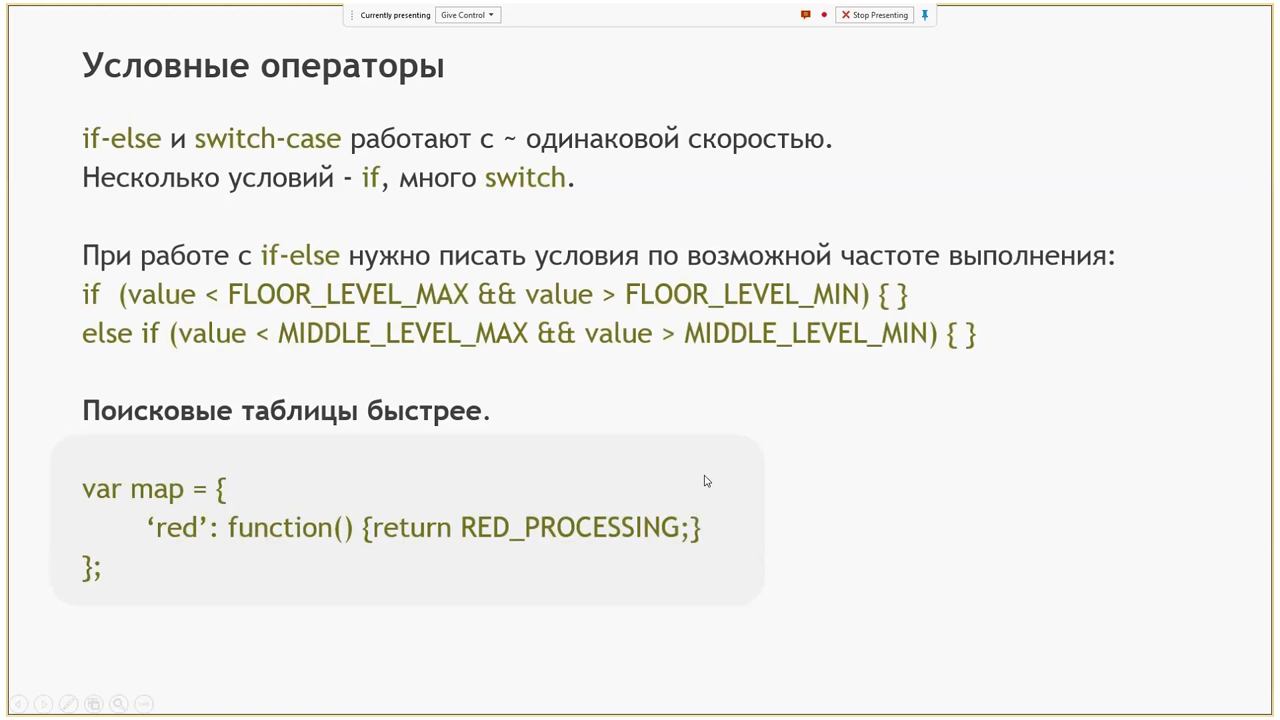 Currently presenting Give Control Stop Presenting
Условные операторы
if-else и switch-case работают с ~ одинаковой скоростью.
Несколько условий - if, много switch.
При работе с if-else нужно писать условия по возможной частоте выполнения:
if (value < FLOOR_LEVEL_MAX && value > FLOOR_LEVEL_MIN) { }
else if (value < MIDDLE_LEVEL_MAX && value > MIDDLE_LEVEL_MIN) { }
Поисковые таблицы быстрее.
var map = {
‘red’: function() {return RED_PROCESSING;}
};